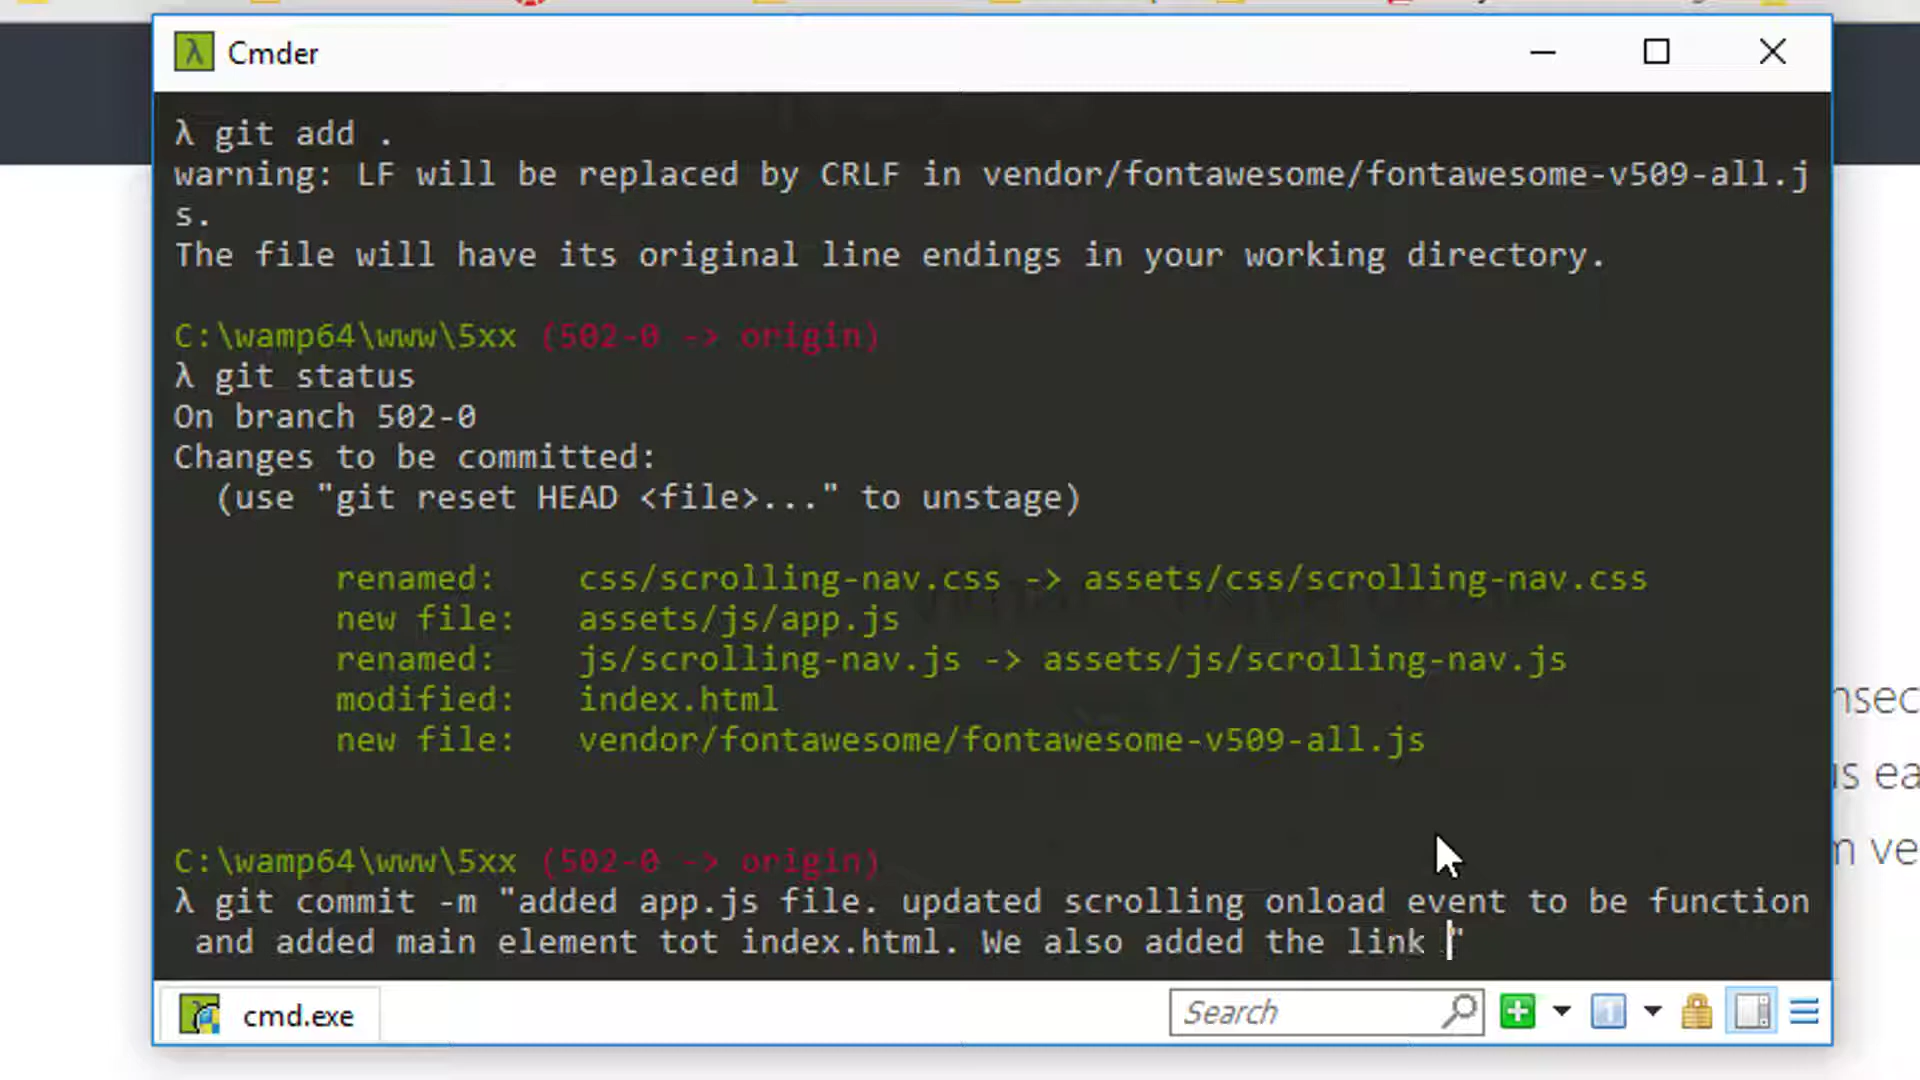 Cmder
λ git add .
warning: LF will be replaced by CRLF in vendor/fontawesome/fontawesome-v509-all.j
s.
The file will have its original line endings in your working directory.
C:\wamp64\www\5xx (502-0 -> origin)
λ git status
On branch 502-0
Changes to be committed:
(use "git reset HEAD <file>..." to unstage)
renamed: css/scrolling-nav.css -> assets/css/scrolling-nav.css
new file: assets/js/app.js
renamed: js/scrolling-nav.js -> assets/js/scrolling-nav.js
modified: index.html
new file: vendor/fontawesome/fontawesome-v509-all.js
C:\wamp64\www\5xx (502-0 -> origin)
λ git commit -m "added app.js file. updated scrolling onload event to be function
and added main element tot index.html. We also added the link "
cmd.exe
Search